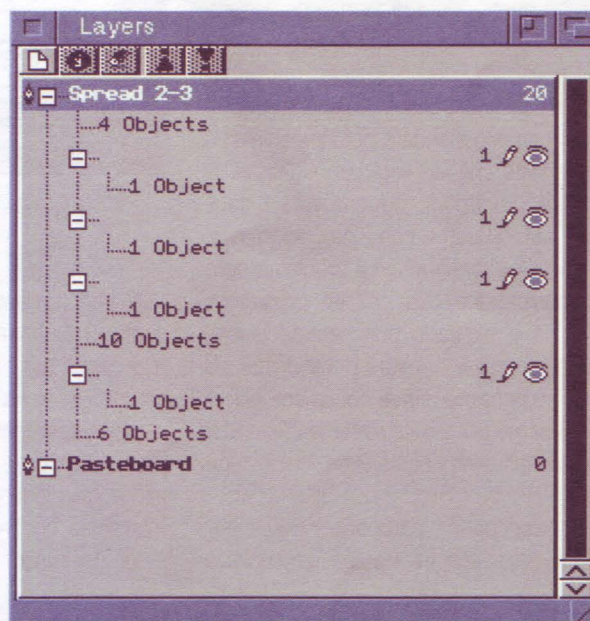 Layers
Spread 2-3 20
4 Objects
1
1 Object
1
1 Object
1
1 Object
10 Objects
1
1 Object
6 Objects
Pasteboard 0